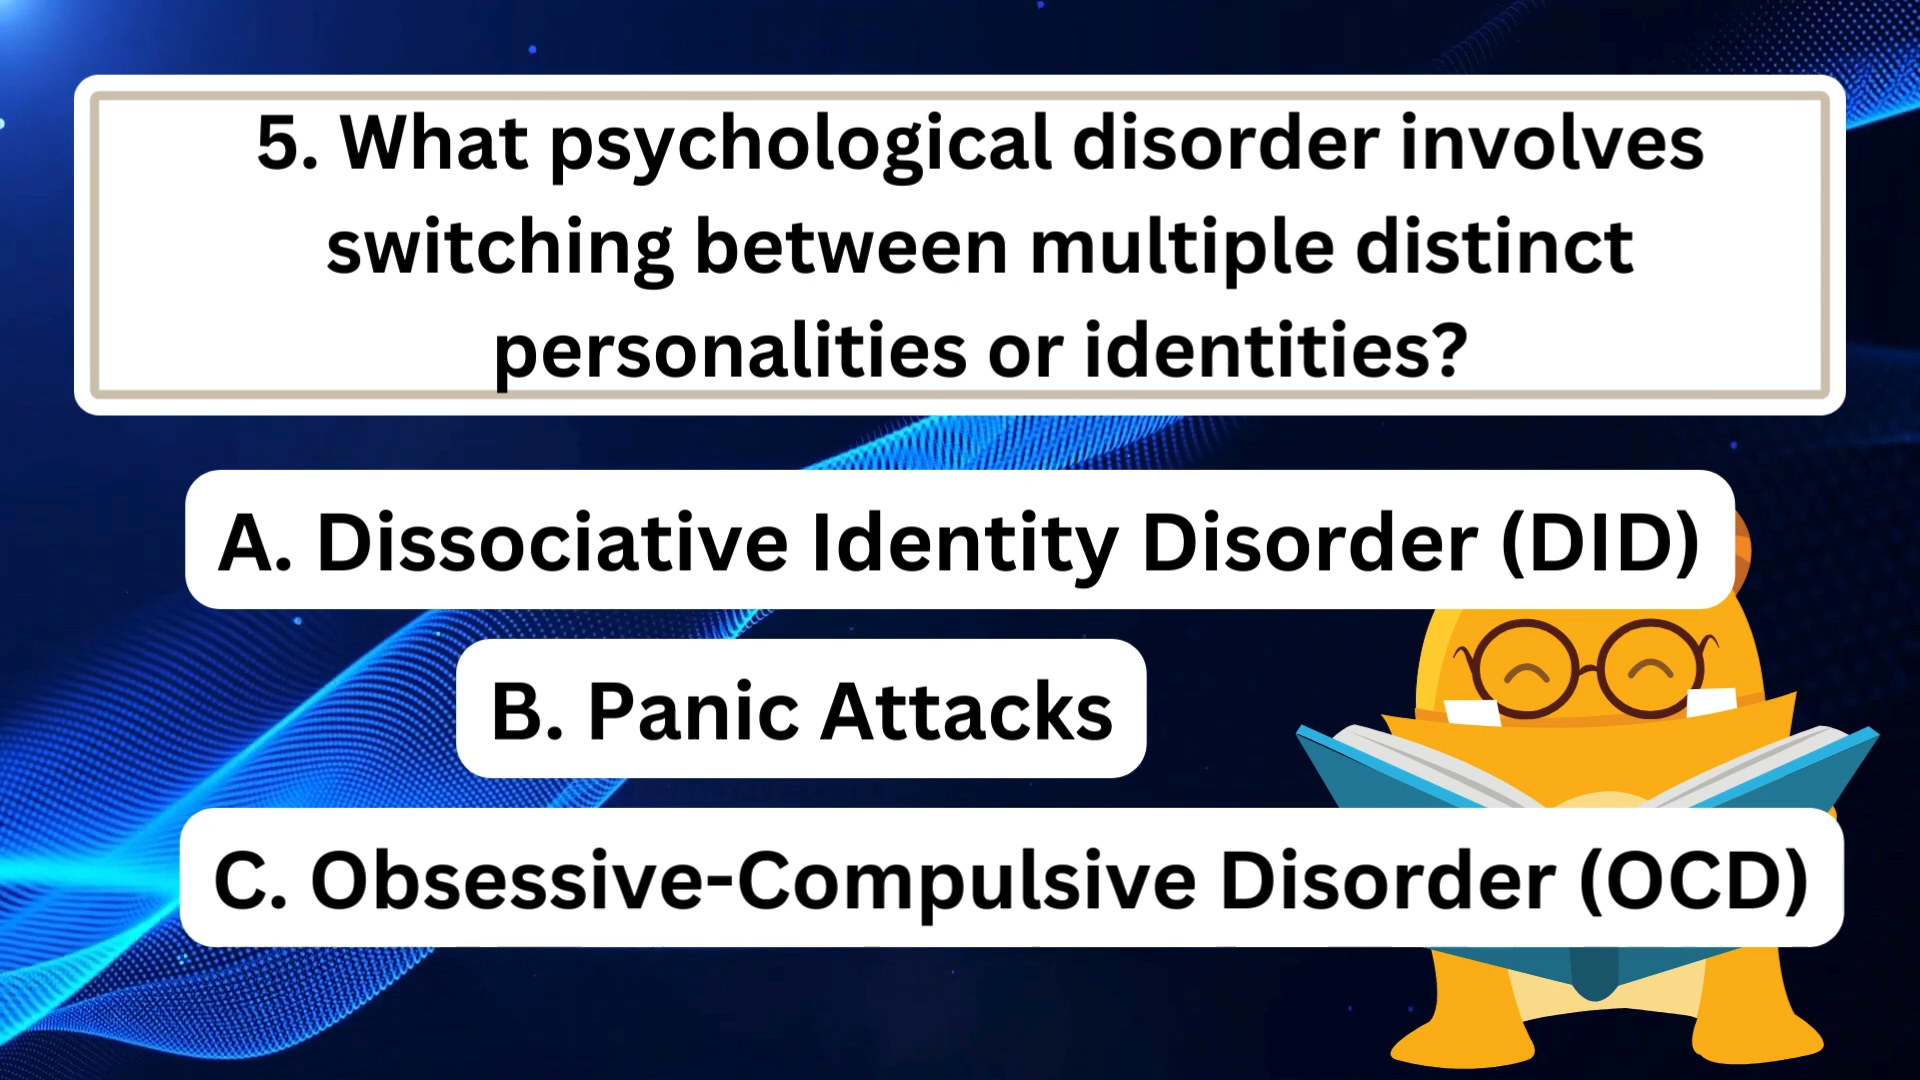 5. What psychological disorder involves
switching between multiple distinct
personalities or identities?
A. Dissociative Identity Disorder (DID)
B. Panic Attacks
C. Obsessive-Compulsive Disorder (OCD)